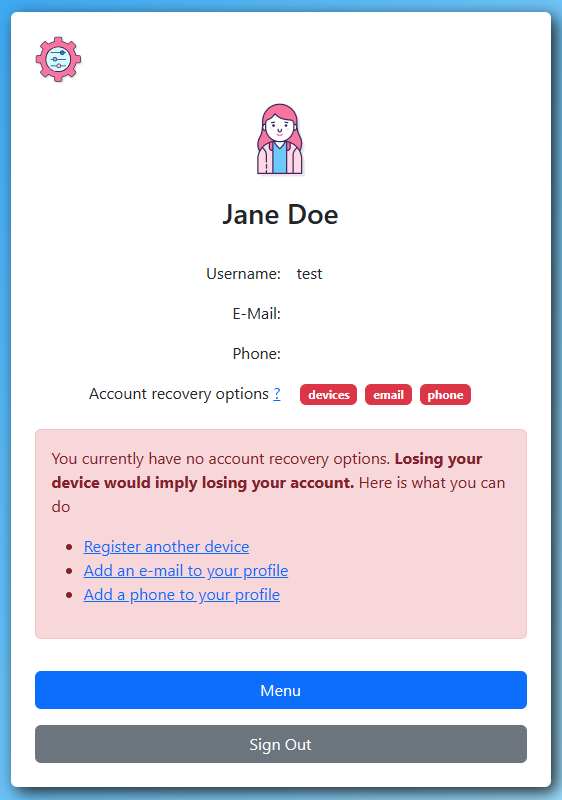 Jane Doe
Username: test
E-Mail:
Phone:
Account recovery options ? devices email phone
You currently have no account recovery options. Losing your
device would imply losing your account. Here is what you can
do
Register another device
Add an e-mail to your profile
Add a phone to your profile
Menu
Sign Out